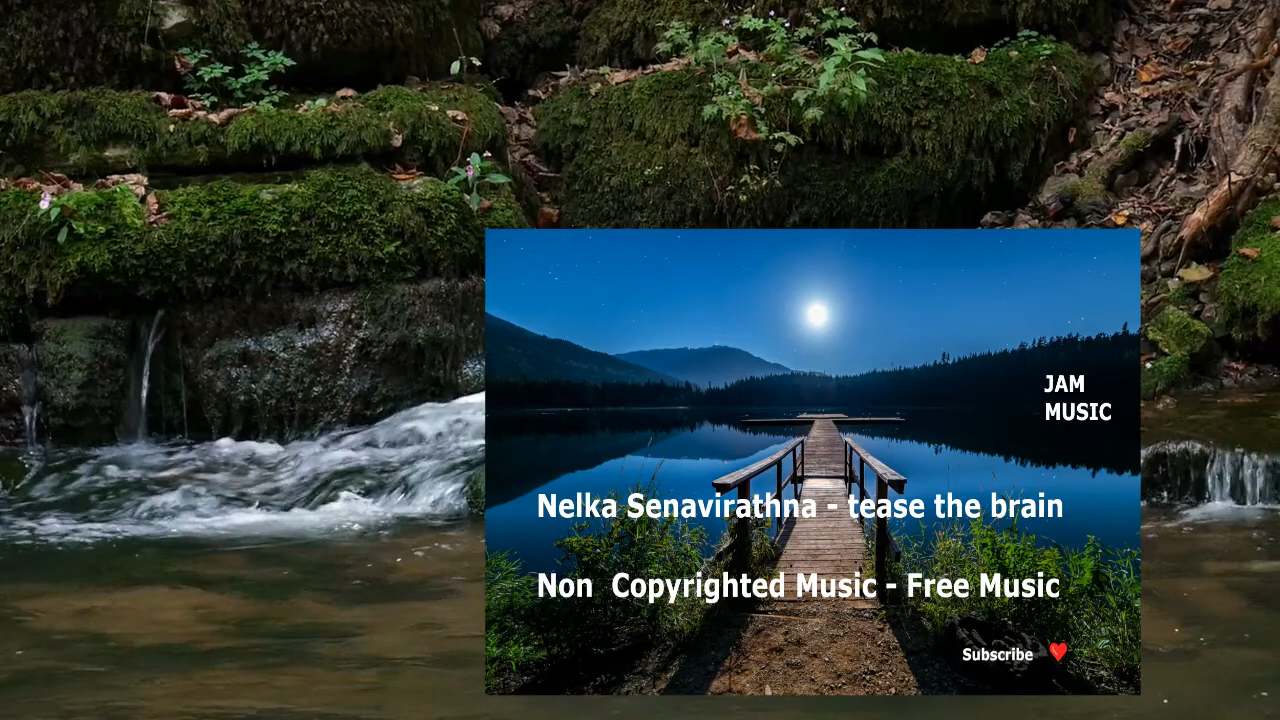 JAM
MUSIC
Nelka Senavirathna - tease the brain
Non  Copyrighted Music - Free Music
Subscribe ❤️